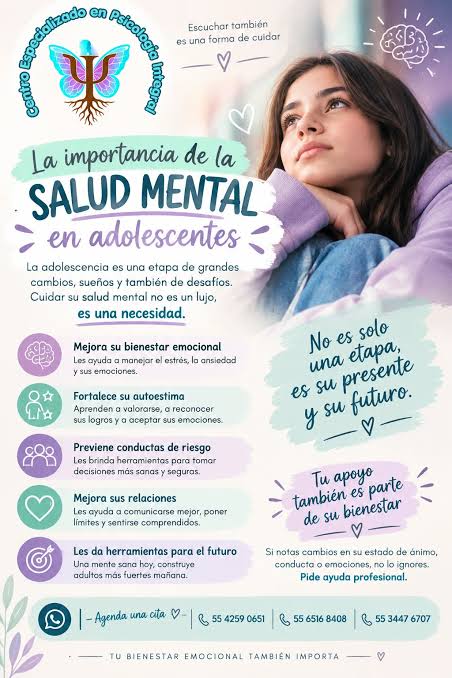 Centro Especializado en Psicología Integral
Escuchar también
es una forma de cuidar
La importancia de la
SALUD MENTAL
en adolescentes
La adolescencia es una etapa de grandes
cambios, sueños y también de desafíos.
Cuidar su salud mental no es un lujo,
es una necesidad.
Mejora su bienestar emocional
Les ayuda a manejar el estrés, la ansiedad
y sus emociones.
Fortalece su autoestima
Aprenden a valorarse, a reconocer
sus logros y a aceptar sus emociones.
Previene conductas de riesgo
Les brinda herramientas para tomar
decisiones más sanas y seguras.
Mejora sus relaciones
Les ayuda a comunicarse mejor, poner
límites y sentirse comprendidos.
Les da herramientas para el futuro
Una mente sana hoy, construye
adultos más fuertes mañana.
No es solo
una etapa,
es su presente
y su futuro.
Tu apoyo
también es parte
de su bienestar
Si notas cambios en su estado de ánimo,
conducta o emociones, no lo ignores.
Pide ayuda profesional.
Agenda una cita
55 4259 0651
55 6516 8408
55 3447 6707
TU BIENESTAR EMOCIONAL TAMBIÉN IMPORTA